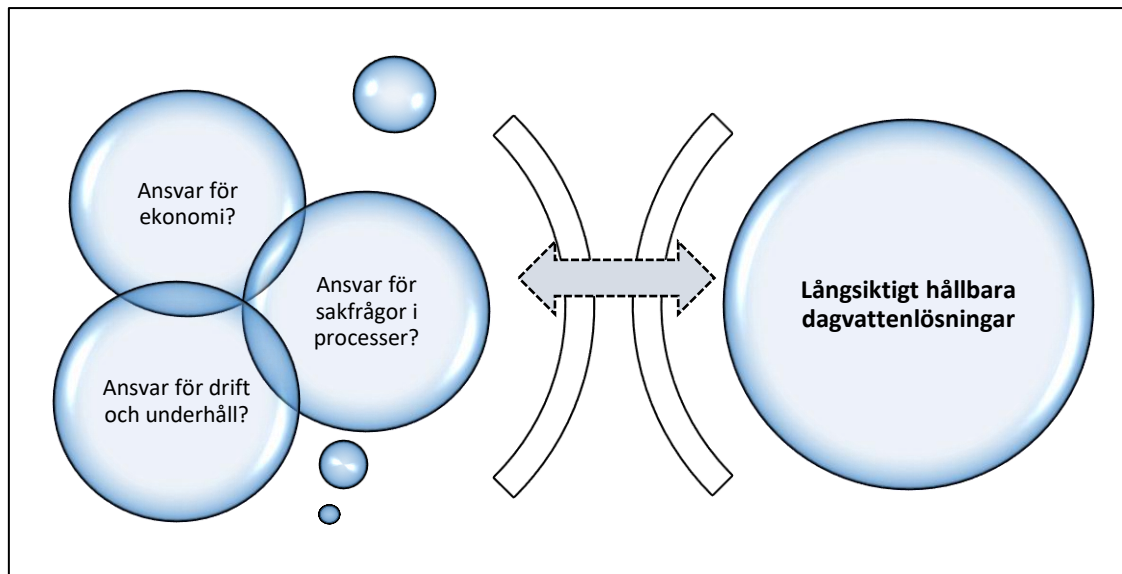 Ansvar för
ekonomi?
Ansvar för
sakfrågor i
processer?
Ansvar för drift
och underhåll?
Långsiktigt hållbara
dagvattenlösningar